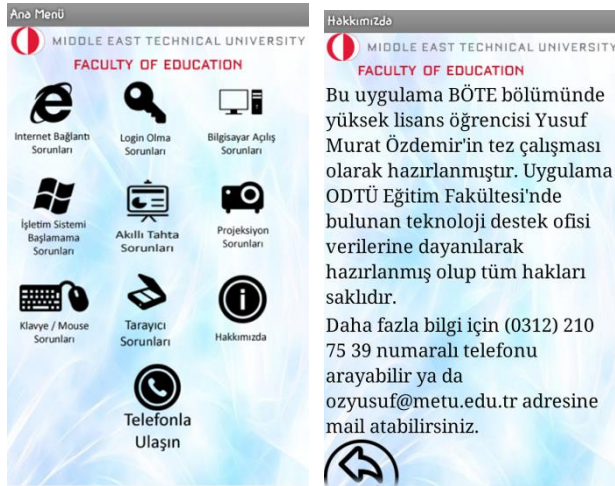 Ana Menü
MIDDLE EAST TECHNICAL UNIVERSITY
FACULTY OF EDUCATION
Internet Bağlantı
Sorunları
Login Olma
Sorunları
Bilgisayar Açılış
Sorunları
İşletim Sistemi
Başlamama
Sorunları
Akıllı Tahta
Sorunları
Projeksiyon
Sorunları
Klavye / Mouse
Sorunları
Tarayıcı
Sorunları
Hakkımızda
Telefonla
Ulaşın
Hakkımızda
MIDDLE EAST TECHNICAL UNIVERSITY
FACULTY OF EDUCATION
Bu uygulama BÖTE bölümünde
yüksek lisans öğrencisi Yusuf
Murat Özdemir'in tez çalışması
olarak hazırlanmıştır. Uygulama
ODTÜ Eğitim Fakültesi'nde
bulunan teknoloji destek ofisi
verilerine dayanılarak
hazırlanmış olup tüm hakları
saklıdır.
Daha fazla bilgi için (0312) 210
75 39 numaralı telefonu
arayabilir ya da
ozyusuf@metu.edu.tr adresine
mail atabilirsiniz.